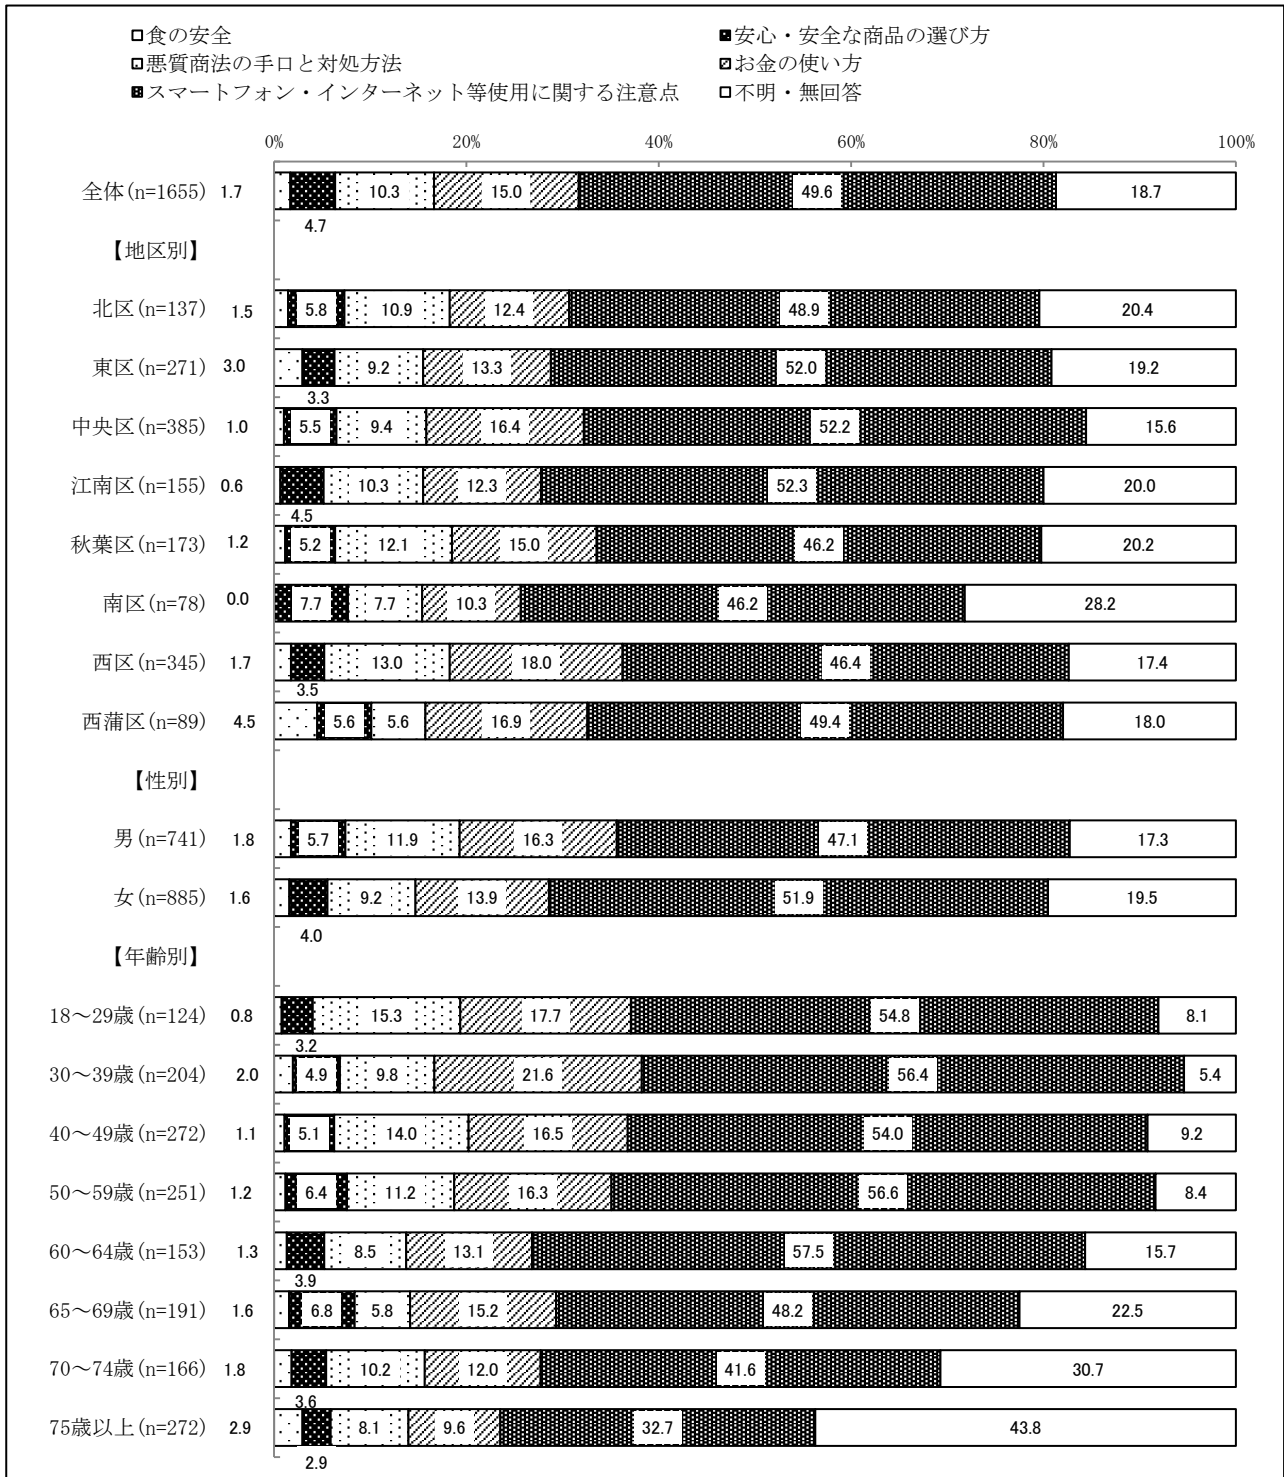 □食の安全 ■安心・安全な商品の選び方
□悪質商法の手口と対処方法 □お金の使い方
■スマートフォン・インターネット等使用に関する注意点 □不明・無回答
0% 20% 40% 60% 80% 100%
全体(n=1655) 1.7 10.3 15.0 49.6 18.7
4.7
【地区別】
北区(n=137) 1.5 5.8 10.9 12.4 48.9 20.4
東区(n=271) 3.0 9.2 13.3 52.0 19.2
3.3
中央区(n=385) 1.0 5.5 9.4 16.4 52.2 15.6
江南区(n=155) 0.6 10.3 12.3 52.3 20.0
4.5
秋葉区(n=173) 1.2 5.2 12.1 15.0 46.2 20.2
南区(n=78) 0.0 7.7 7.7 10.3 46.2 28.2
西区(n=345) 1.7 13.0 18.0 46.4 17.4
3.5
西蒲区(n=89) 4.5 5.6 5.6 16.9 49.4 18.0
【性別】
男(n=741) 1.8 5.7 11.9 16.3 47.1 17.3
女(n=885) 1.6 9.2 13.9 51.9 19.5
4.0
【年齢別】
18～29歳(n=124) 0.8 15.3 17.7 54.8 8.1
3.2
30～39歳(n=204) 2.0 4.9 9.8 21.6 56.4 5.4
40～49歳(n=272) 1.1 5.1 14.0 16.5 54.0 9.2
50～59歳(n=251) 1.2 6.4 11.2 16.3 56.6 8.4
60～64歳(n=153) 1.3 8.5 13.1 57.5 15.7
3.9
65～69歳(n=191) 1.6 6.8 5.8 15.2 48.2 22.5
70～74歳(n=166) 1.8 10.2 12.0 41.6 30.7
3.6
75歳以上(n=272) 2.9 8.1 9.6 32.7 43.8
2.9